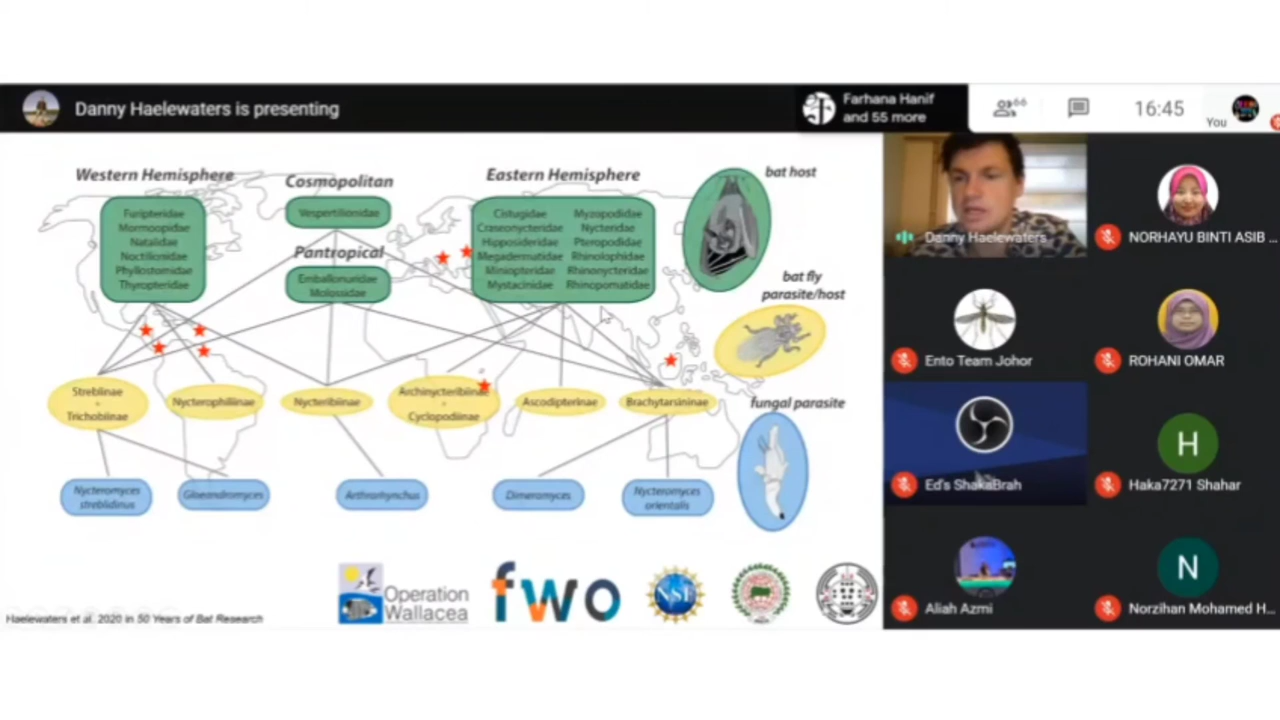 Danny Haelewaters is presenting
Farhana Hanif
and 55 more
66
16:45
You
Western Hemisphere
Cosmopolitan
Eastern Hemisphere
bat host
Furipteridae
Mormoopidae
Natalidae
Noctilionidae
Phyllostomidae
Thyropteridae
Vespertilionidae
Pantropical
Emballonuridae
Molossidae
Cistugidae
Craseonycteridae
Hipposideridae
Megadermatidae
Miniopteridae
Mystacinidae
Myzopodidae
Nycteridae
Pteropodidae
Rhinolophidae
Rhinonycteridae
Rhinopomatidae
bat fly
parasite/host
Streblinae
+
Trichobiinae
Nycterophiliinae
Nycteribiinae
Archinycteribiinae
+
Cyclopodiinae
Ascodipterinae
Brachytarsininae
fungal parasite
Nycteromyces
streblidinus
Gloeandromyces
Arthrorhynchus
Dimeromyces
Nycteromyces
orientalis
Operation
Wallacea
fwo
NSF
Haelewaters et al. 2020 in 50 Years of Bat Research
Danny Haelewaters
NORHAYU BINTI ASIB ...
Ento Team Johor
ROHANI OMAR
Ed's ShakaBrah
H
Haka7271 Shahar
Aliah Azmi
N
Norzihan Mohamed H...